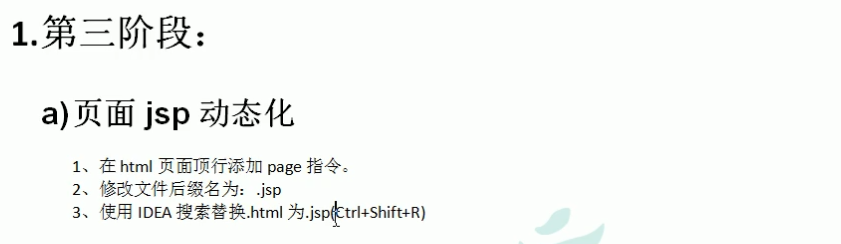 1.第三阶段：
a)页面 jsp 动态化
1、在 html 页面顶行添加 page 指令。
2、修改文件后缀名为：.jsp
3、使用 IDEA 搜索替换.html 为.jsp(Ctrl+Shift+R)